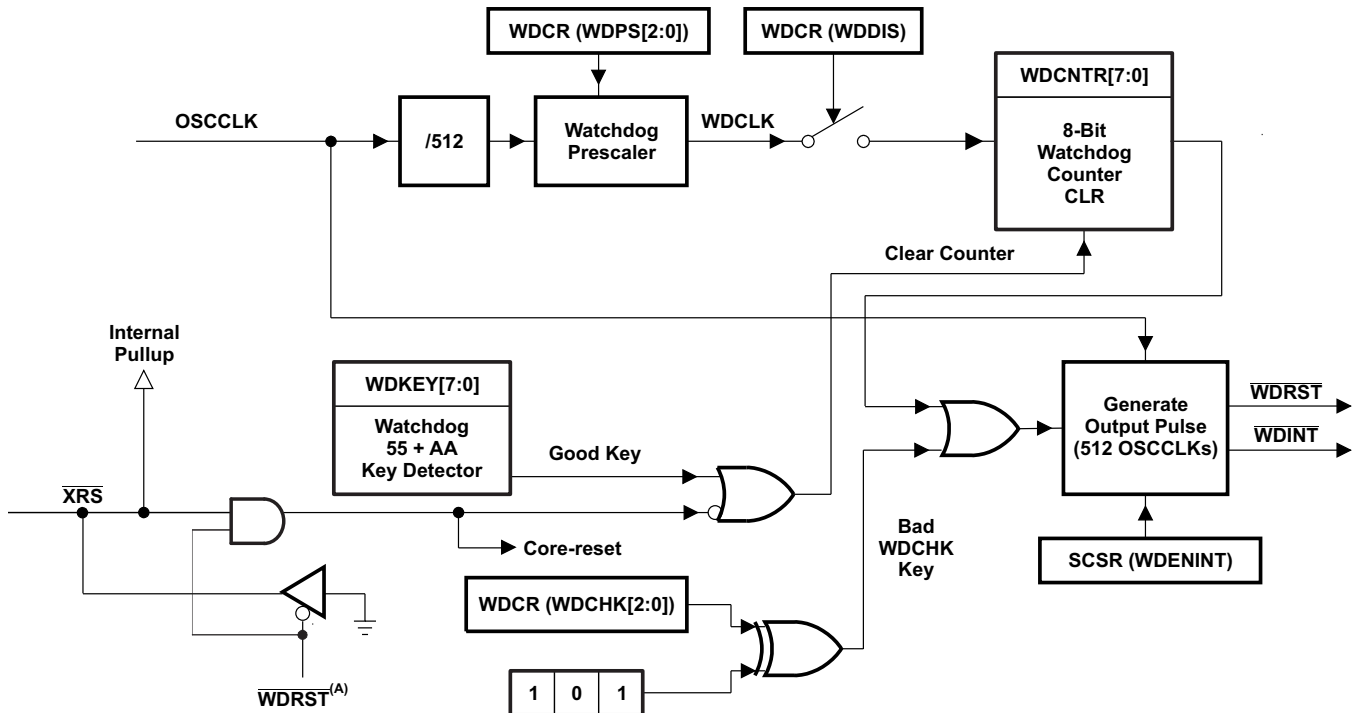 WDCR (WDPS[2:0])
WDCR (WDDIS)
WDCNTR[7:0]
OSCCLK
/512
Watchdog
Prescaler
WDCLK
8-Bit
Watchdog
Counter
CLR
Clear Counter
Internal
Pullup
WDKEY[7:0]
Watchdog
55 + AA
Key Detector
Good Key
Generate
Output Pulse
(512 OSCCLKs)
WDRST
WDINT
XRS
Core-reset
Bad
WDCHK
Key
SCSR (WDENINT)
WDCR (WDCHK[2:0])
WDRST(A)
1 0 1